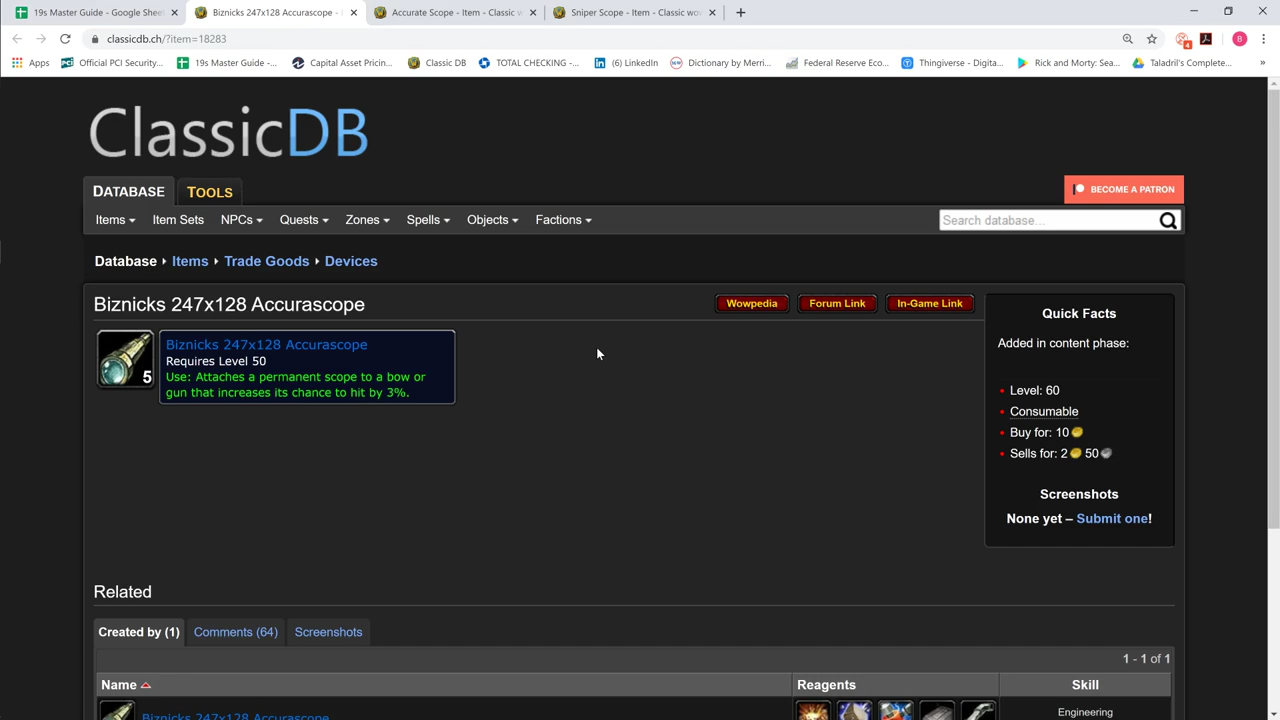 19s Master Guide - Google Sheet
Biznicks 247x128 Accurascope -
Accurate Scope - Item - Classic w
Sniper Scope - Item - Classic wow
classicdb.ch/?item=18283
4
B
Apps
Official PCI Security...
19s Master Guide -...
Capital Asset Pricin...
Classic DB
TOTAL CHECKING -...
(6) LinkedIn
Dictionary by Merri...
Federal Reserve Eco...
Thingiverse - Digita...
Rick and Morty: Sea...
Taladril's Complete...
»
ClassicDB
DATABASE
TOOLS
BECOME A PATRON
Items
Item Sets
NPCs
Quests
Zones
Spells
Objects
Factions
Search database...
Database
Items
Trade Goods
Devices
Biznicks 247x128 Accurascope
Wowpedia
Forum Link
In-Game Link
5
Biznicks 247x128 Accurascope
Requires Level 50
Use: Attaches a permanent scope to a bow or
gun that increases its chance to hit by 3%.
Quick Facts
Added in content phase:
Level: 60
Consumable
Buy for: 10
Sells for: 2 50
Screenshots
None yet – Submit one!
Related
Created by (1)
Comments (64)
Screenshots
1 - 1 of 1
Name
Reagents
Skill
Biznicks 247x128 Accurascope
Engineering